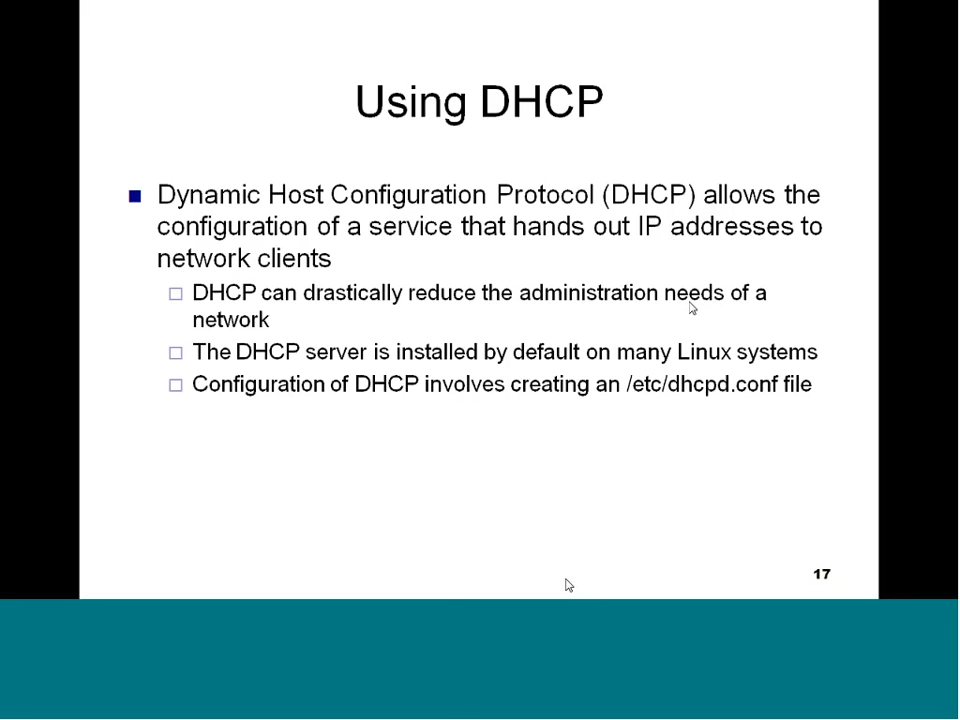 Using DHCP
Dynamic Host Configuration Protocol (DHCP) allows the
configuration of a service that hands out IP addresses to
network clients
DHCP can drastically reduce the administration needs of a
network
The DHCP server is installed by default on many Linux systems
Configuration of DHCP involves creating an /etc/dhcpd.conf file
17